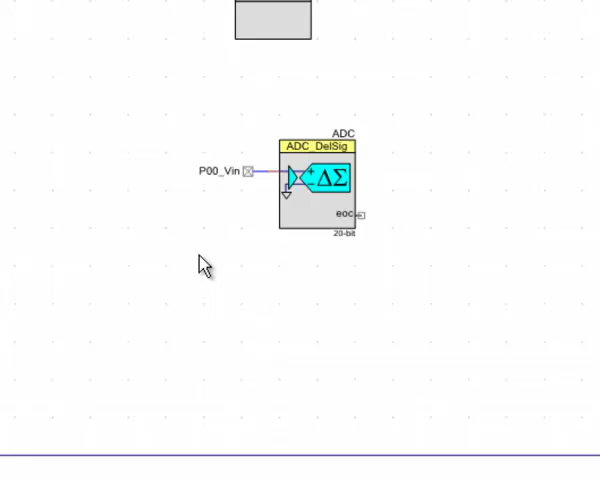 ADC
ADC_DelSig
P00_Vin
+
ΔΣ
-
eoc
20-bit